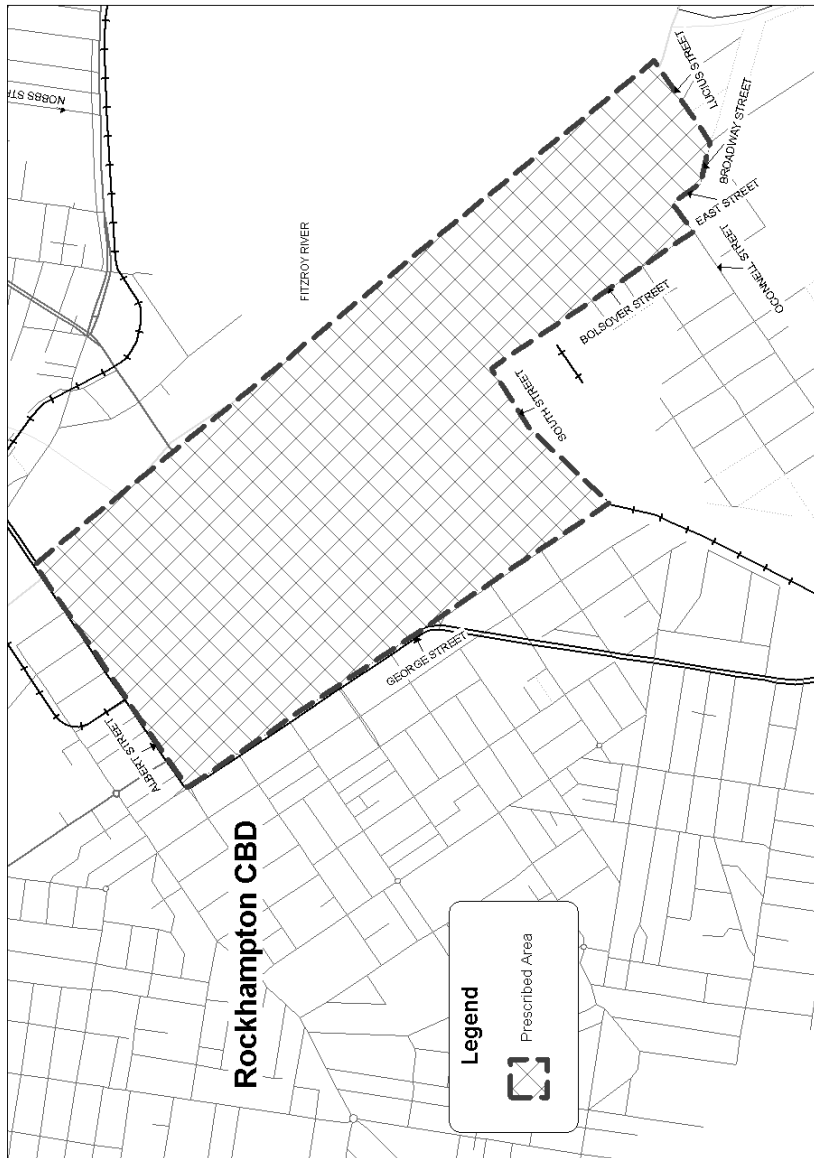 Rockhampton CBD
Legend
Prescribed Area
NOBBS STR
FITZROY RIVER
ALBERT STREET
GEORGE STREET
SOUTH STREET
BOLSOVER STREET
OCONNELL STREET
EAST STREET
BROADWAY STREET
LUCIUS STREET